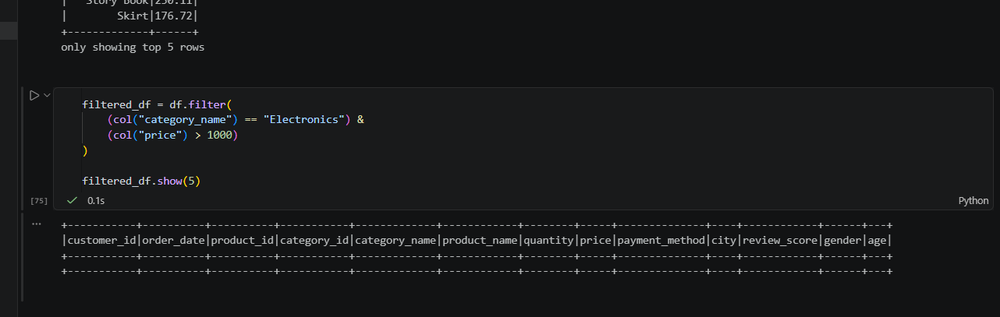 |   Story Book|250.11|
|        Skirt|176.72|
+-------------+------+
only showing top 5 rows
filtered_df = df.filter(
    (col("category_name") == "Electronics") &
    (col("price") > 1000)
)
filtered_df.show(5)
[75] 0.1s Python
...
+-----------+----------+----------+-----------+-------------+------------+--------+-----+--------------+----+------------+------+---+
|customer_id|order_date|product_id|category_id|category_name|product_name|quantity|price|payment_method|city|review_score|gender|age|
+-----------+----------+----------+-----------+-------------+------------+--------+-----+--------------+----+------------+------+---+
+-----------+----------+----------+-----------+-------------+------------+--------+-----+--------------+----+------------+------+---+